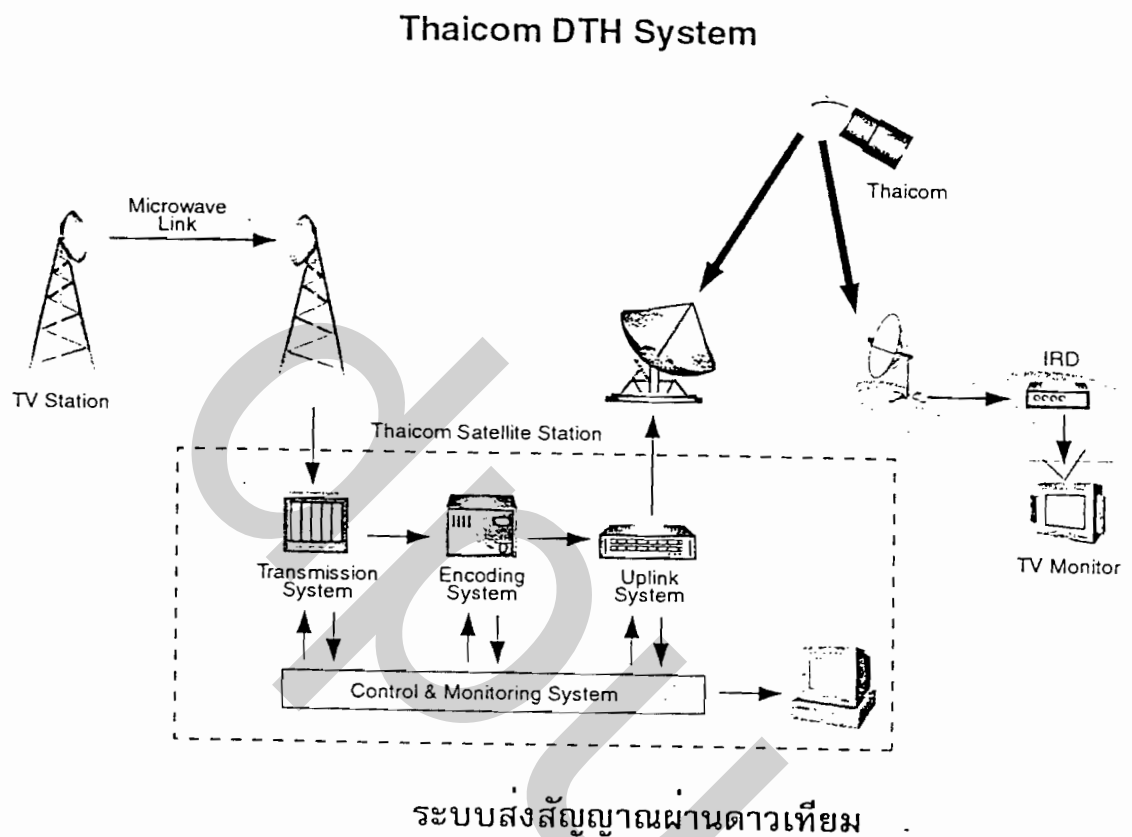 Thaicom DTH System
Thaicom
Microwave
Link
TV Station
IRD
Thaicom Satellite Station
TV Monitor
Transmission
System
Encoding
System
Uplink
System
Control & Monitoring System
ระบบส่งสัญญาณผ่านดาวเทียม
dpu